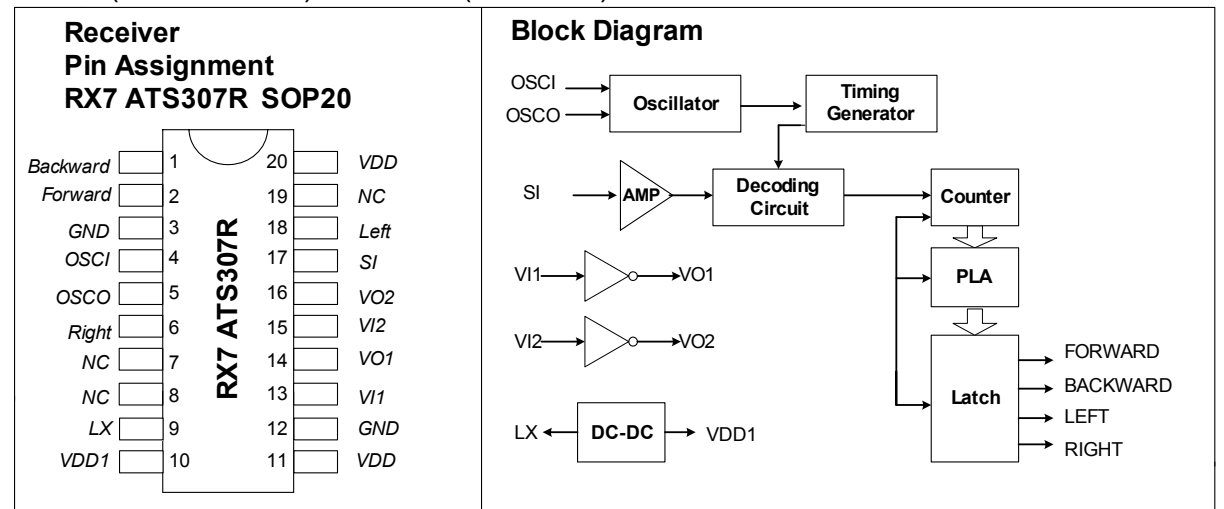 Receiver
Pin Assignment
RX7 ATS307R SOP20
Backward 1 20 VDD
Forward 2 19 NC
GND 3 18 Left
OSCI 4 17 SI
OSCO 5 16 VO2
Right 6 15 VI2
NC 7 14 VO1
NC 8 13 VI1
LX 9 12 GND
VDD1 10 11 VDD
RX7 ATS307R
Block Diagram
OSCI
OSCO
Oscillator
Timing
Generator
SI
AMP
Decoding
Circuit
Counter
VI1
VO1
PLA
VI2
VO2
Latch
FORWARD
BACKWARD
LEFT
RIGHT
LX
DC-DC
VDD1